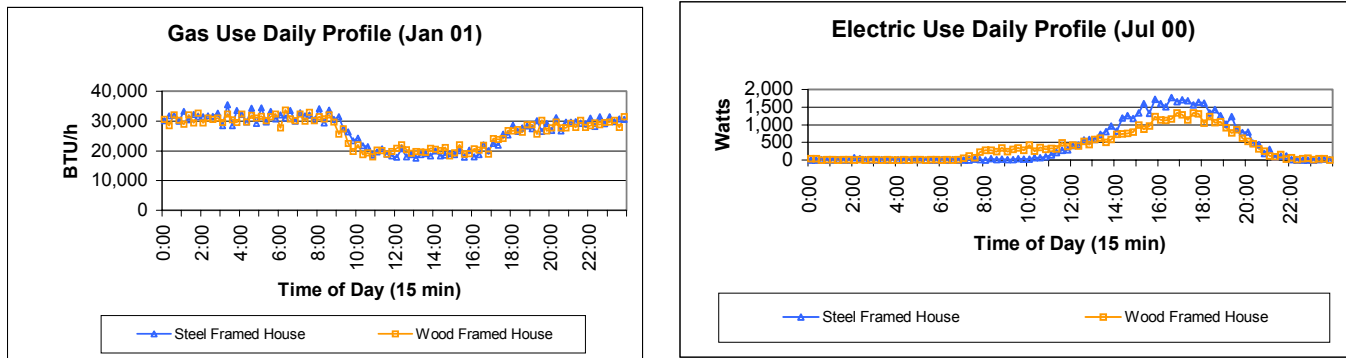 Gas Use Daily Profile (Jan 01)
BTU/h
40,000
30,000
20,000
10,000
0
0:00 2:00 4:00 6:00 8:00 10:00 12:00 14:00 16:00 18:00 20:00 22:00
Time of Day (15 min)
Steel Framed House Wood Framed House
Electric Use Daily Profile (Jul 00)
Watts
2,000
1,500
1,000
500
0
0:00 2:00 4:00 6:00 8:00 10:00 12:00 14:00 16:00 18:00 20:00 22:00
Time of Day (15 min)
Steel Framed House Wood Framed House